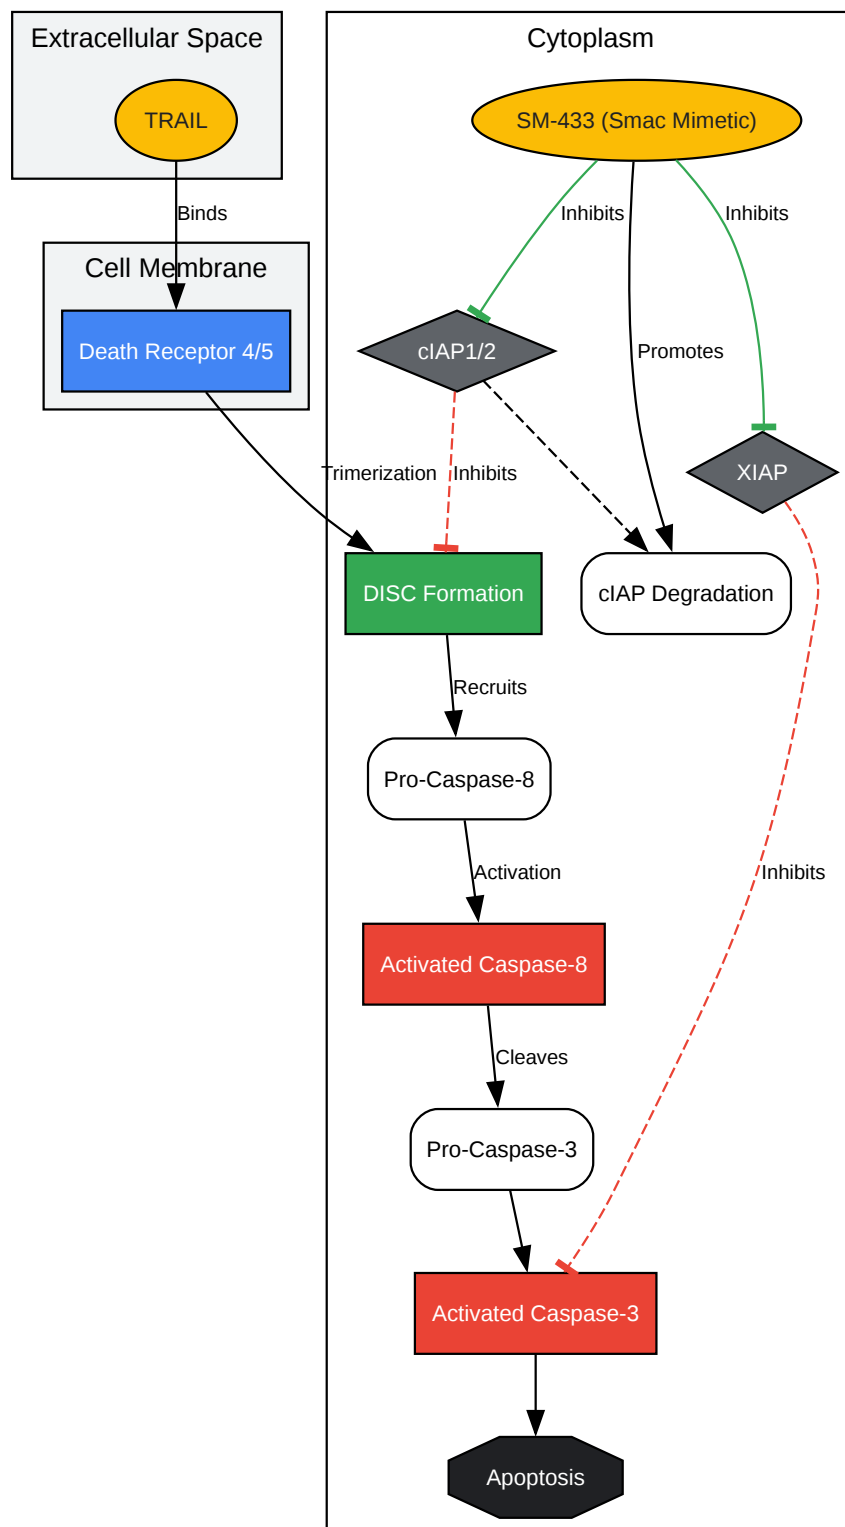 Extracellular Space
Cytoplasm
TRAIL
SM-433 (Smac Mimetic)
Binds
Inhibits
Inhibits
Cell Membrane
Death Receptor 4/5
cIAP1/2
Promotes
Trimerization
Inhibits
XIAP
DISC Formation
cIAP Degradation
Recruits
Pro-Caspase-8
Activation
Inhibits
Activated Caspase-8
Cleaves
Pro-Caspase-3
Activated Caspase-3
Apoptosis